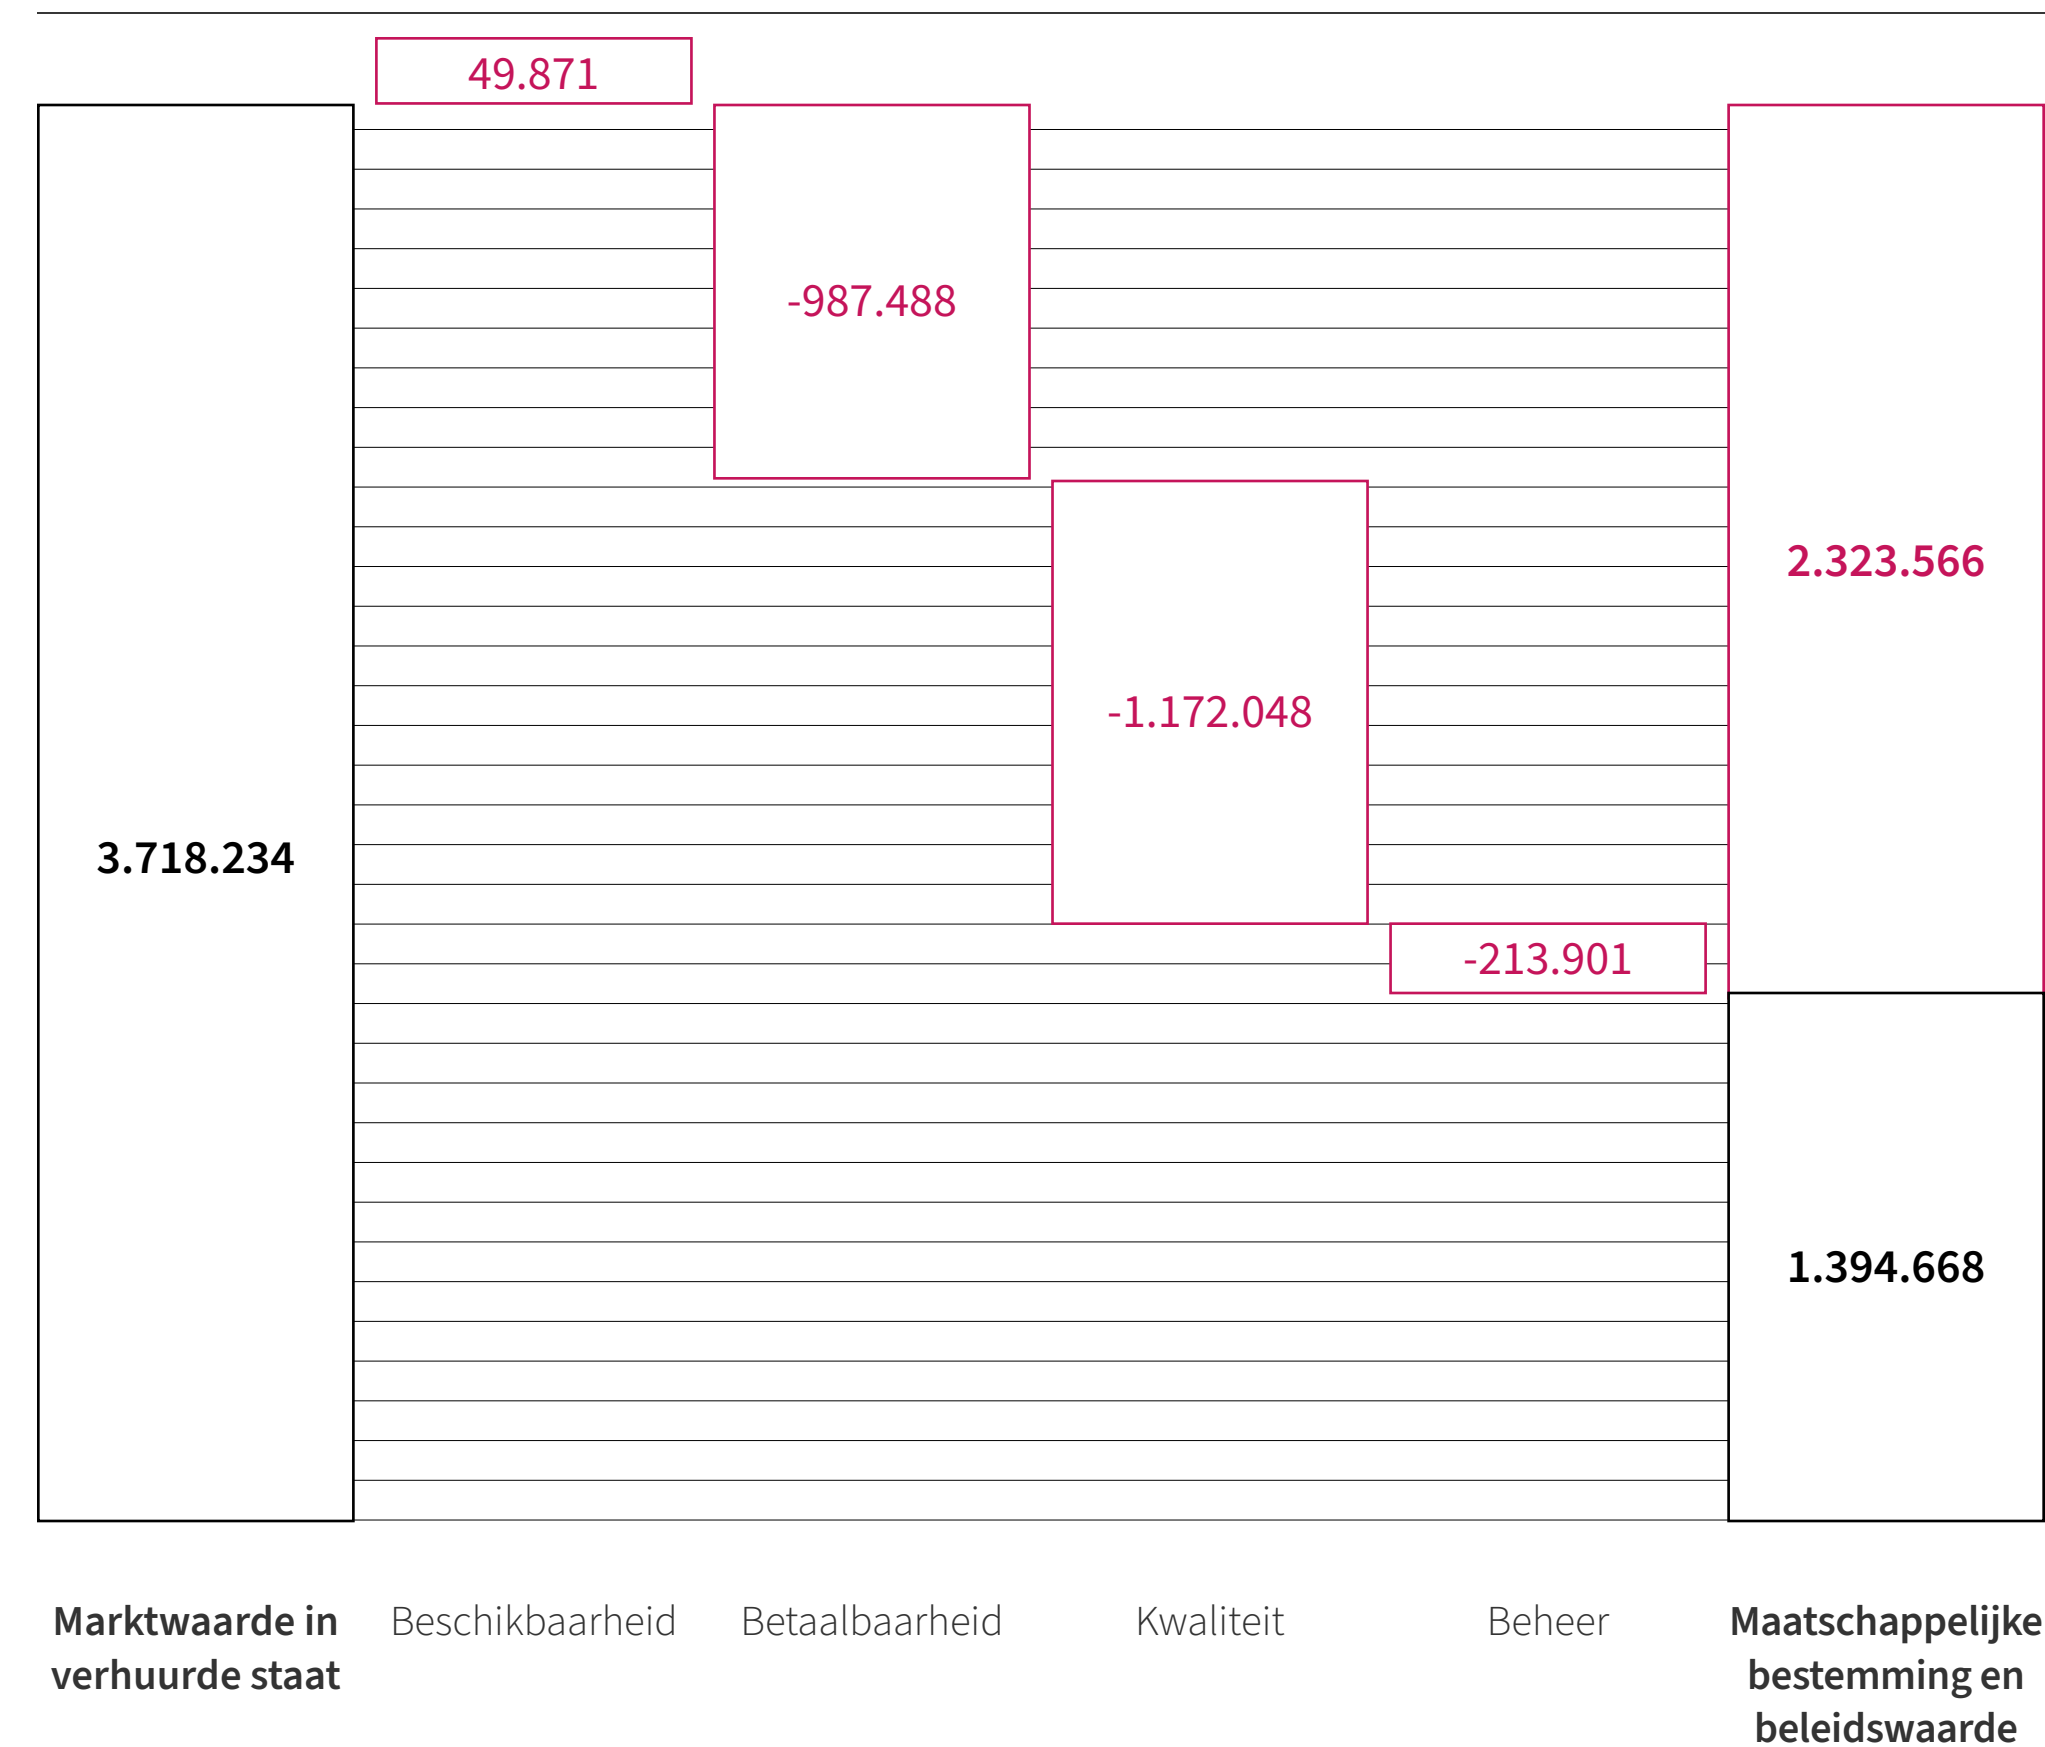 49.871
-987.488
2.323.566
-1.172.048
3.718.234
-213.901
1.394.668
Marktwaarde in
verhuurde staat
Beschikbaarheid
Betaalbaarheid
Kwaliteit
Beheer
Maatschappelijke
bestemming en
beleidswaarde